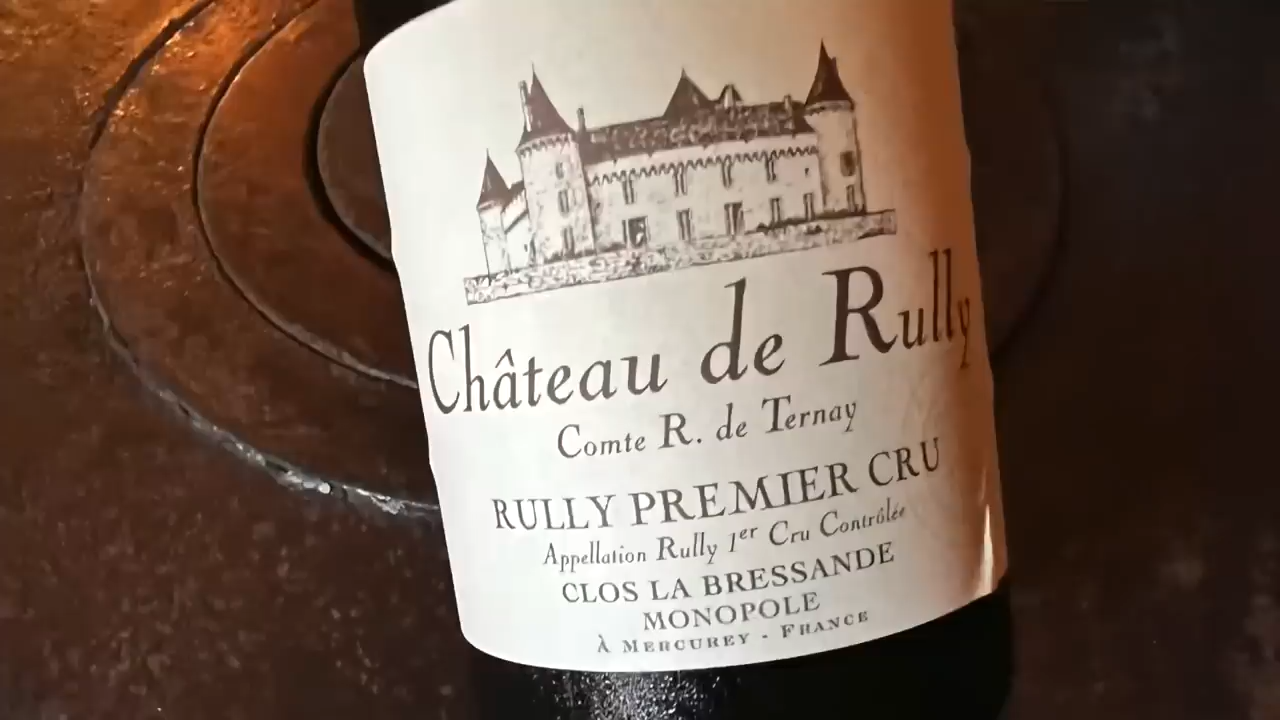 Château de Rully
Comte R. de Ternay
RULLY PREMIER CRU
Appellation Rully 1er Cru Contrôlée
CLOS LA BRESSANDE
MONOPOLE
À MERCUREY - FRANCE